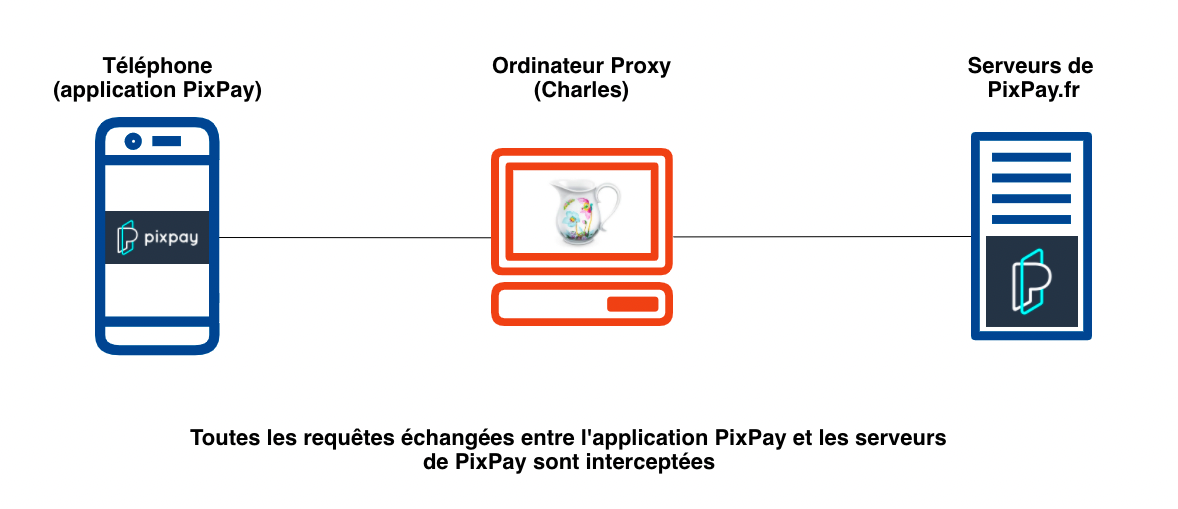 Téléphone
(application PixPay)
Ordinateur Proxy
(Charles)
Serveurs de
PixPay.fr
pixpay
Toutes les requêtes échangées entre l'application PixPay et les serveurs
de PixPay sont interceptées